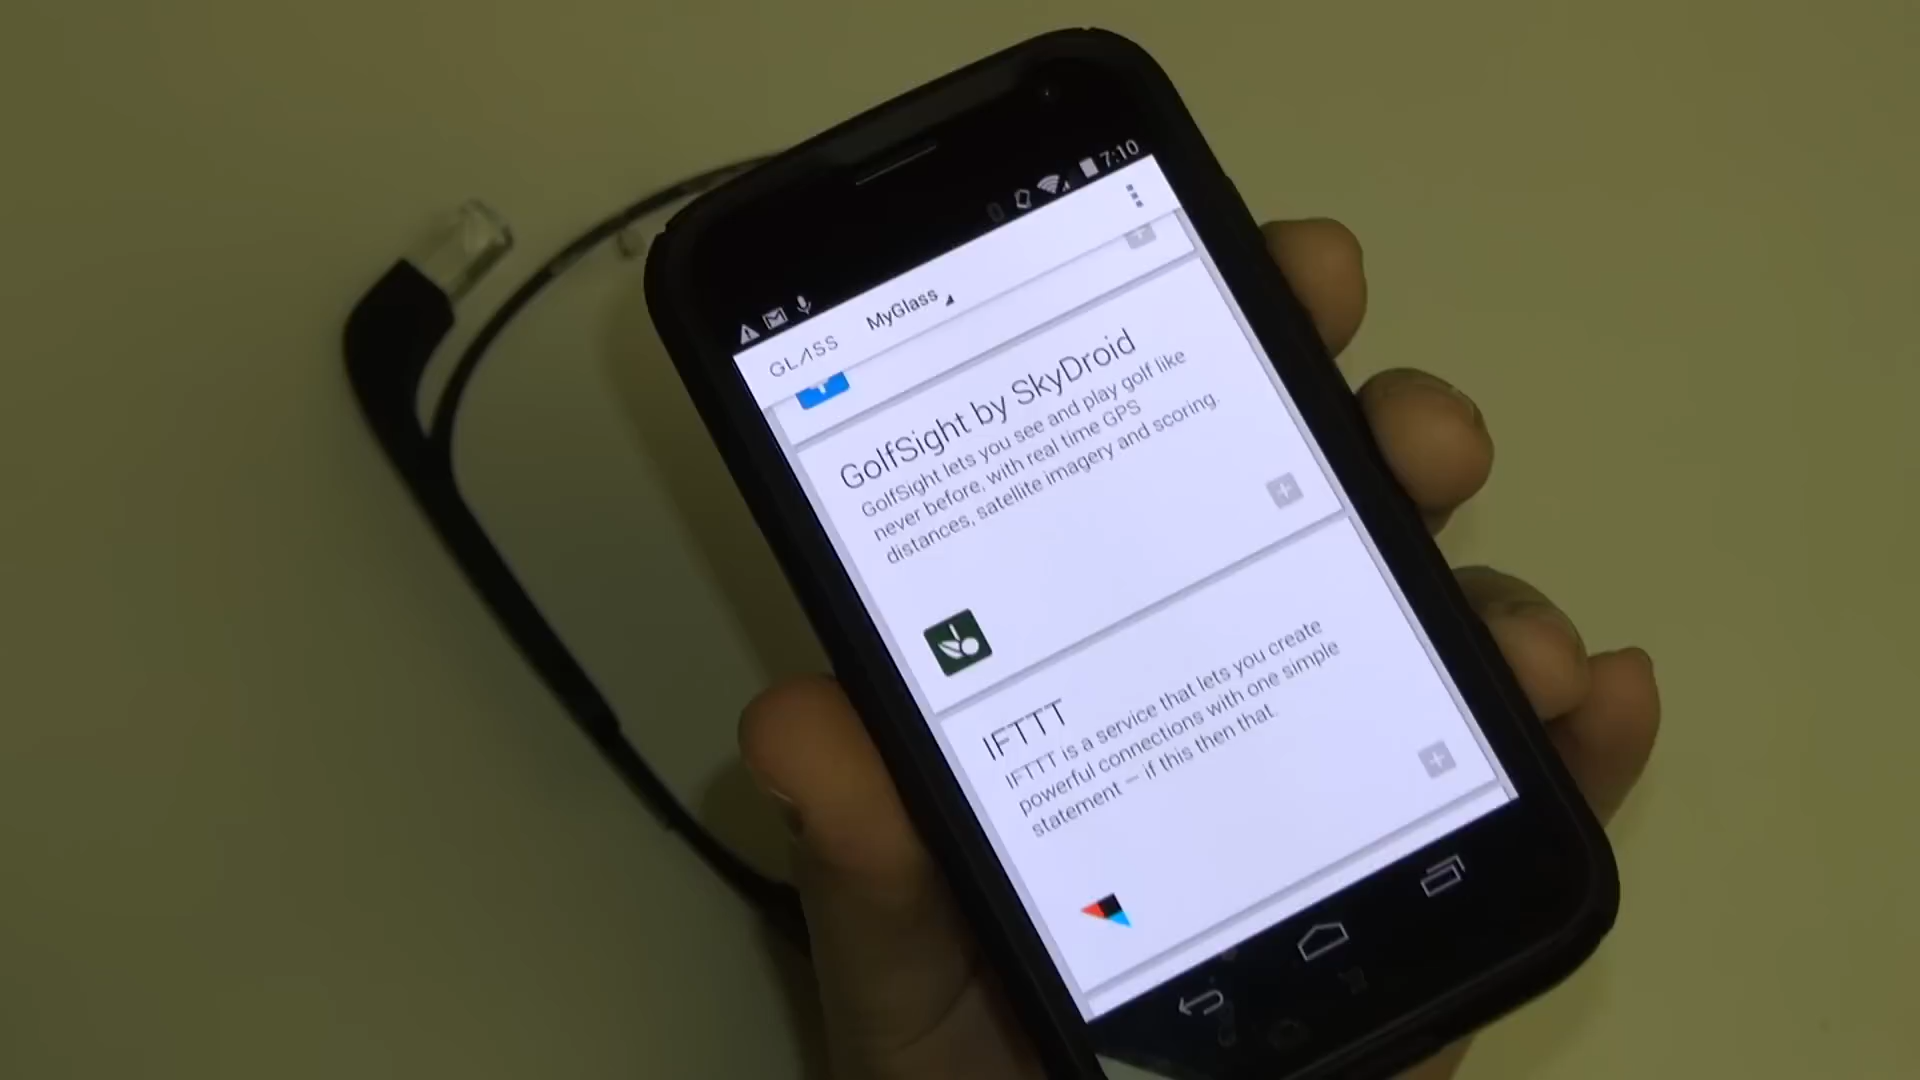 7:10
GLASS MyGlass
GolfSight by SkyDroid
GolfSight lets you see and play golf like
never before, with real time GPS
distances, satellite imagery and scoring.
IFTTT
IFTTT is a service that lets you create
powerful connections with one simple
statement – if this then that.